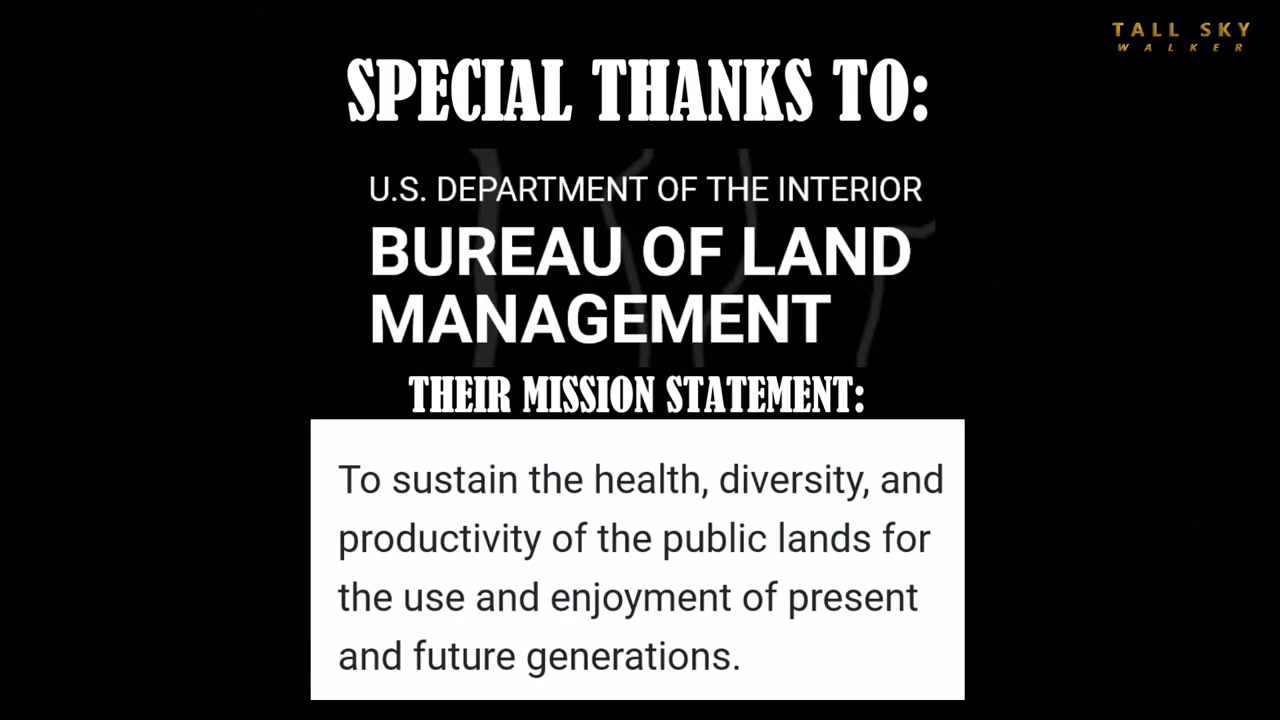 TALL SKY
WALKER
SPECIAL THANKS TO:
U.S. DEPARTMENT OF THE INTERIOR
BUREAU OF LAND
MANAGEMENT
THEIR MISSION STATEMENT:
To sustain the health, diversity, and
productivity of the public lands for
the use and enjoyment of present
and future generations.